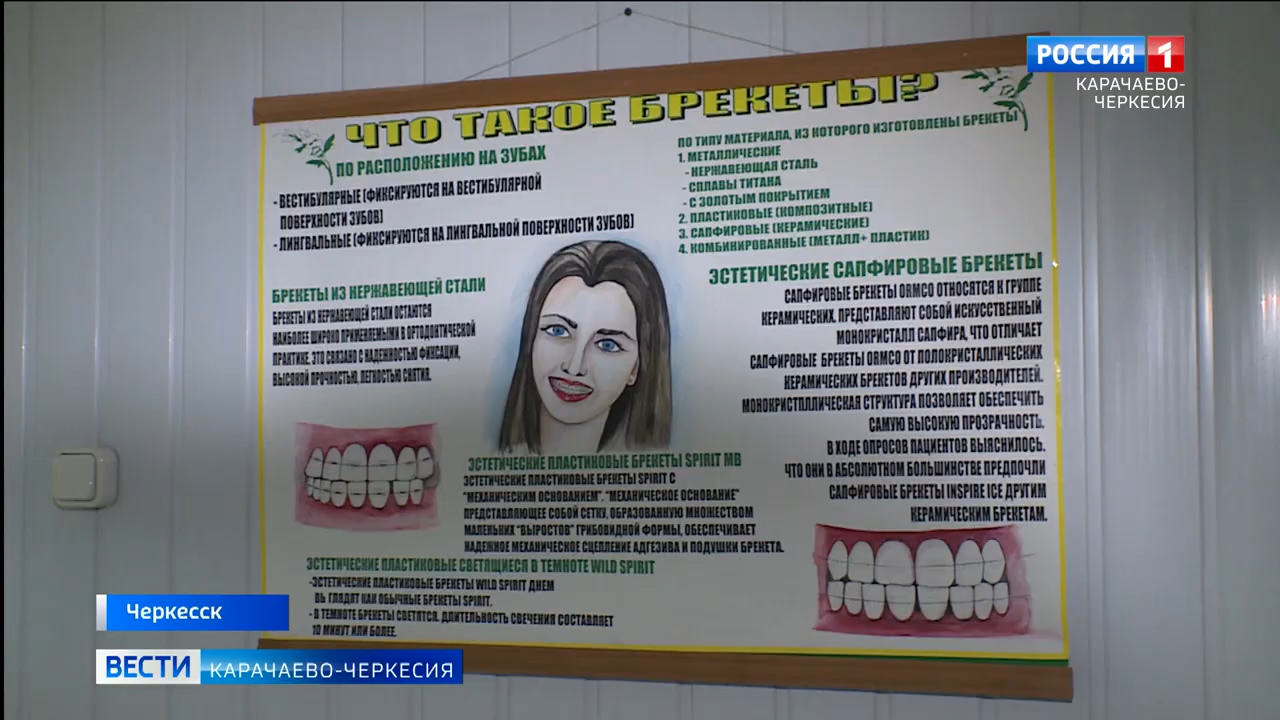 РОССИЯ 1
КАРАЧАЕВО-
ЧЕРКЕСИЯ
ЧТО ТАКОЕ БРЕКЕТЫ?
ПО РАСПОЛОЖЕНИЮ НА ЗУБАХ
- ВЕСТИБУЛЯРНЫЕ (ФИКСИРУЮТСЯ НА ВЕСТИБУЛЯРНОЙ
ПОВЕРХНОСТИ ЗУБОВ)
- ЛИНГВАЛЬНЫЕ (ФИКСИРУЮТСЯ НА ЛИНГВАЛЬНОЙ ПОВЕРХНОСТИ ЗУБОВ)
ПО ТИПУ МАТЕРИАЛА, ИЗ КОТОРОГО ИЗГОТОВЛЕНЫ БРЕКЕТЫ
1. МЕТАЛЛИЧЕСКИЕ
- НЕРЖАВЕЮЩАЯ СТАЛЬ
- СПЛАВЫ ТИТАНА
- С ЗОЛОТЫМ ПОКРЫТИЕМ
2. ПЛАСТИКОВЫЕ (КОМПОЗИТНЫЕ)
3. САПФИРОВЫЕ (КЕРАМИЧЕСКИЕ)
4. КОМБИНИРОВАННЫЕ (МЕТАЛЛ+ ПЛАСТИК)
БРЕКЕТЫ ИЗ НЕРЖАВЕЮЩЕЙ СТАЛИ
БРЕКЕТЫ ИЗ НЕРЖАВЕЮЩЕЙ СТАЛИ ОСТАЮТСЯ
НАИБОЛЕЕ ШИРОКО ПРИМЕНЯЕМЫМИ В ОРТОДОНТИЧЕСКОЙ
ПРАКТИКЕ. ЭТО СВЯЗАНО С НАДЕЖНОСТЬЮ ФИКСАЦИИ,
ВЫСОКОЙ ПРОЧНОСТЬЮ, ЛЕГКОСТЬЮ СНЯТИЯ.
ЭСТЕТИЧЕСКИЕ САПФИРОВЫЕ БРЕКЕТЫ
САПФИРОВЫЕ БРЕКЕТЫ ORMCO ОТНОСЯТСЯ К ГРУППЕ
КЕРАМИЧЕСКИХ. ПРЕДСТАВЛЯЮТ СОБОЙ ИСКУССТВЕННЫЙ
МОНОКРИСТАЛЛ САПФИРА, ЧТО ОТЛИЧАЕТ
САПФИРОВЫЕ БРЕКЕТЫ ORMCO ОТ ПОЛОКРИСТАЛЛИЧЕСКИХ
КЕРАМИЧЕСКИХ БРЕКЕТОВ ДРУГИХ ПРОИЗВОДИТЕЛЕЙ.
МОНОКРИСТПЛЛИЧЕСКАЯ СТРУКТУРА ПОЗВОЛЯЕТ ОБЕСПЕЧИТЬ
САМУЮ ВЫСОКУЮ ПРОЗРАЧНОСТЬ.
В ХОДЕ ОПРОСОВ ПАЦИЕНТОВ ВЫЯСНИЛОСЬ.
ЧТО ОНИ В АБСОЛЮТНОМ БОЛЬШИНСТВЕ ПРЕДПОЧЛИ
САПФИРОВЫЕ БРЕКЕТЫ INSPIRE ICE ДРУГИМ
КЕРАМИЧЕСКИМ БРЕКЕТАМ.
ЭСТЕТИЧЕСКИЕ ПЛАСТИКОВЫЕ БРЕКЕТЫ SPIRIT MB
ЭСТЕТИЧЕСКИЕ ПЛАСТИКОВЫЕ БРЕКЕТЫ SPIRIT С
"МЕХАНИЧЕСКИМ ОСНОВАНИЕМ". "МЕХАНИЧЕСКОЕ ОСНОВАНИЕ"
ПРЕДСТАВЛЯЮЩЕЕ СОБОЙ СЕТКУ, ОБРАЗОВАННУЮ МНОЖЕСТВОМ
МАЛЕНЬКИХ "ВЫРОСТОВ" ГРИБОВИДНОЙ ФОРМЫ, ОБЕСПЕЧИВАЕТ
НАДЕЖНОЕ МЕХАНИЧЕСКОЕ СЦЕПЛЕНИЕ АДГЕЗИВА И ПОДУШКИ БРЕКЕТА.
ЭСТЕТИЧЕСКИЕ ПЛАСТИКОВЫЕ СВЕТЯЩИЕСЯ В ТЕМНОТЕ WILD SPIRIT
-ЭСТЕТИЧЕСКИЕ ПЛАСТИКОВЫЕ БРЕКЕТЫ WILD SPIRIT ДНЕМ
ВЬ ГЛЯДЯТ КАК ОБЫЧНЫЕ БРЕКЕТЫ SPIRIT.
- В ТЕМНОТЕ БРЕКЕТЫ СВЕТЯТСЯ. ДЛИТЕЛЬНОСТЬ СВЕЧЕНИЯ СОСТАВЛЯЕТ
10 МИНУТ ИЛИ БОЛЕЕ.
Черкесск
ВЕСТИ КАРАЧАЕВО-ЧЕРКЕСИЯ